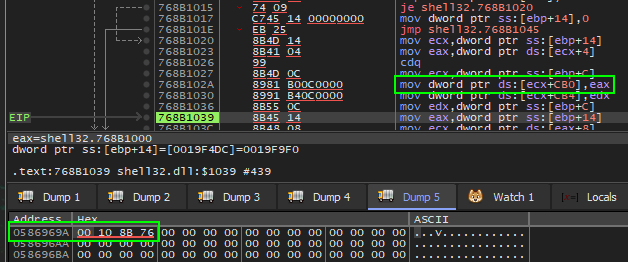 768B1015 74 09 je shell32.768B1020
768B1017 C745 14 00000000 mov dword ptr ss:[ebp+14],0
768B101E EB 25 jmp shell32.768B1045
768B1020 8B4D 14 mov ecx,dword ptr ss:[ebp+14]
768B1023 8B41 04 mov eax,dword ptr ds:[ecx+4]
768B1026 99 cdq
768B1027 8B4D 0C mov ecx,dword ptr ss:[ebp+C]
768B102A 8981 B00C0000 mov dword ptr ds:[ecx+CB0],eax
768B1030 8991 B40C0000 mov dword ptr ds:[ecx+CB4],edx
768B1036 8B55 0C mov edx,dword ptr ss:[ebp+C]
EIP 768B1039 8B45 14 mov eax,dword ptr ss:[ebp+14]
768B103C 8B48 08 mov ecx,dword ptr ds:[eax+8]
eax=shell32.768B1000
dword ptr ss:[ebp+14]=[0019F4DC]=0019F9F0
.text:768B1039 shell32.dll:$1039 #439
Dump 1 Dump 2 Dump 3 Dump 4 Dump 5 Watch 1 [x=] Locals
Address Hex ASCII
0586969A 00 10 8B 76 00 00 00 00 00 00 00 00 00 00 00 00 ...v............
058696AA 00 00 00 00 00 00 00 00 00 00 00 00 00 00 00 00 ................
058696BA 00 00 00 00 00 00 00 00 00 00 00 00 00 00 00 00 ................